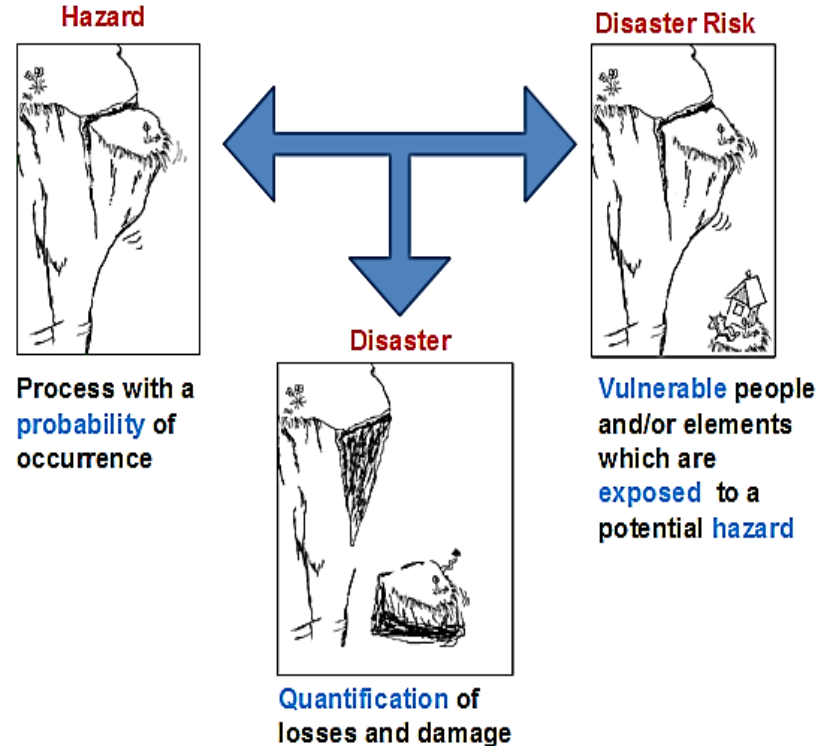 Hazard
Process with a
probability of
occurrence
Disaster Risk
Vulnerable people
and/or elements
which are
exposed to a
potential hazard
Disaster
Quantification of
losses and damage